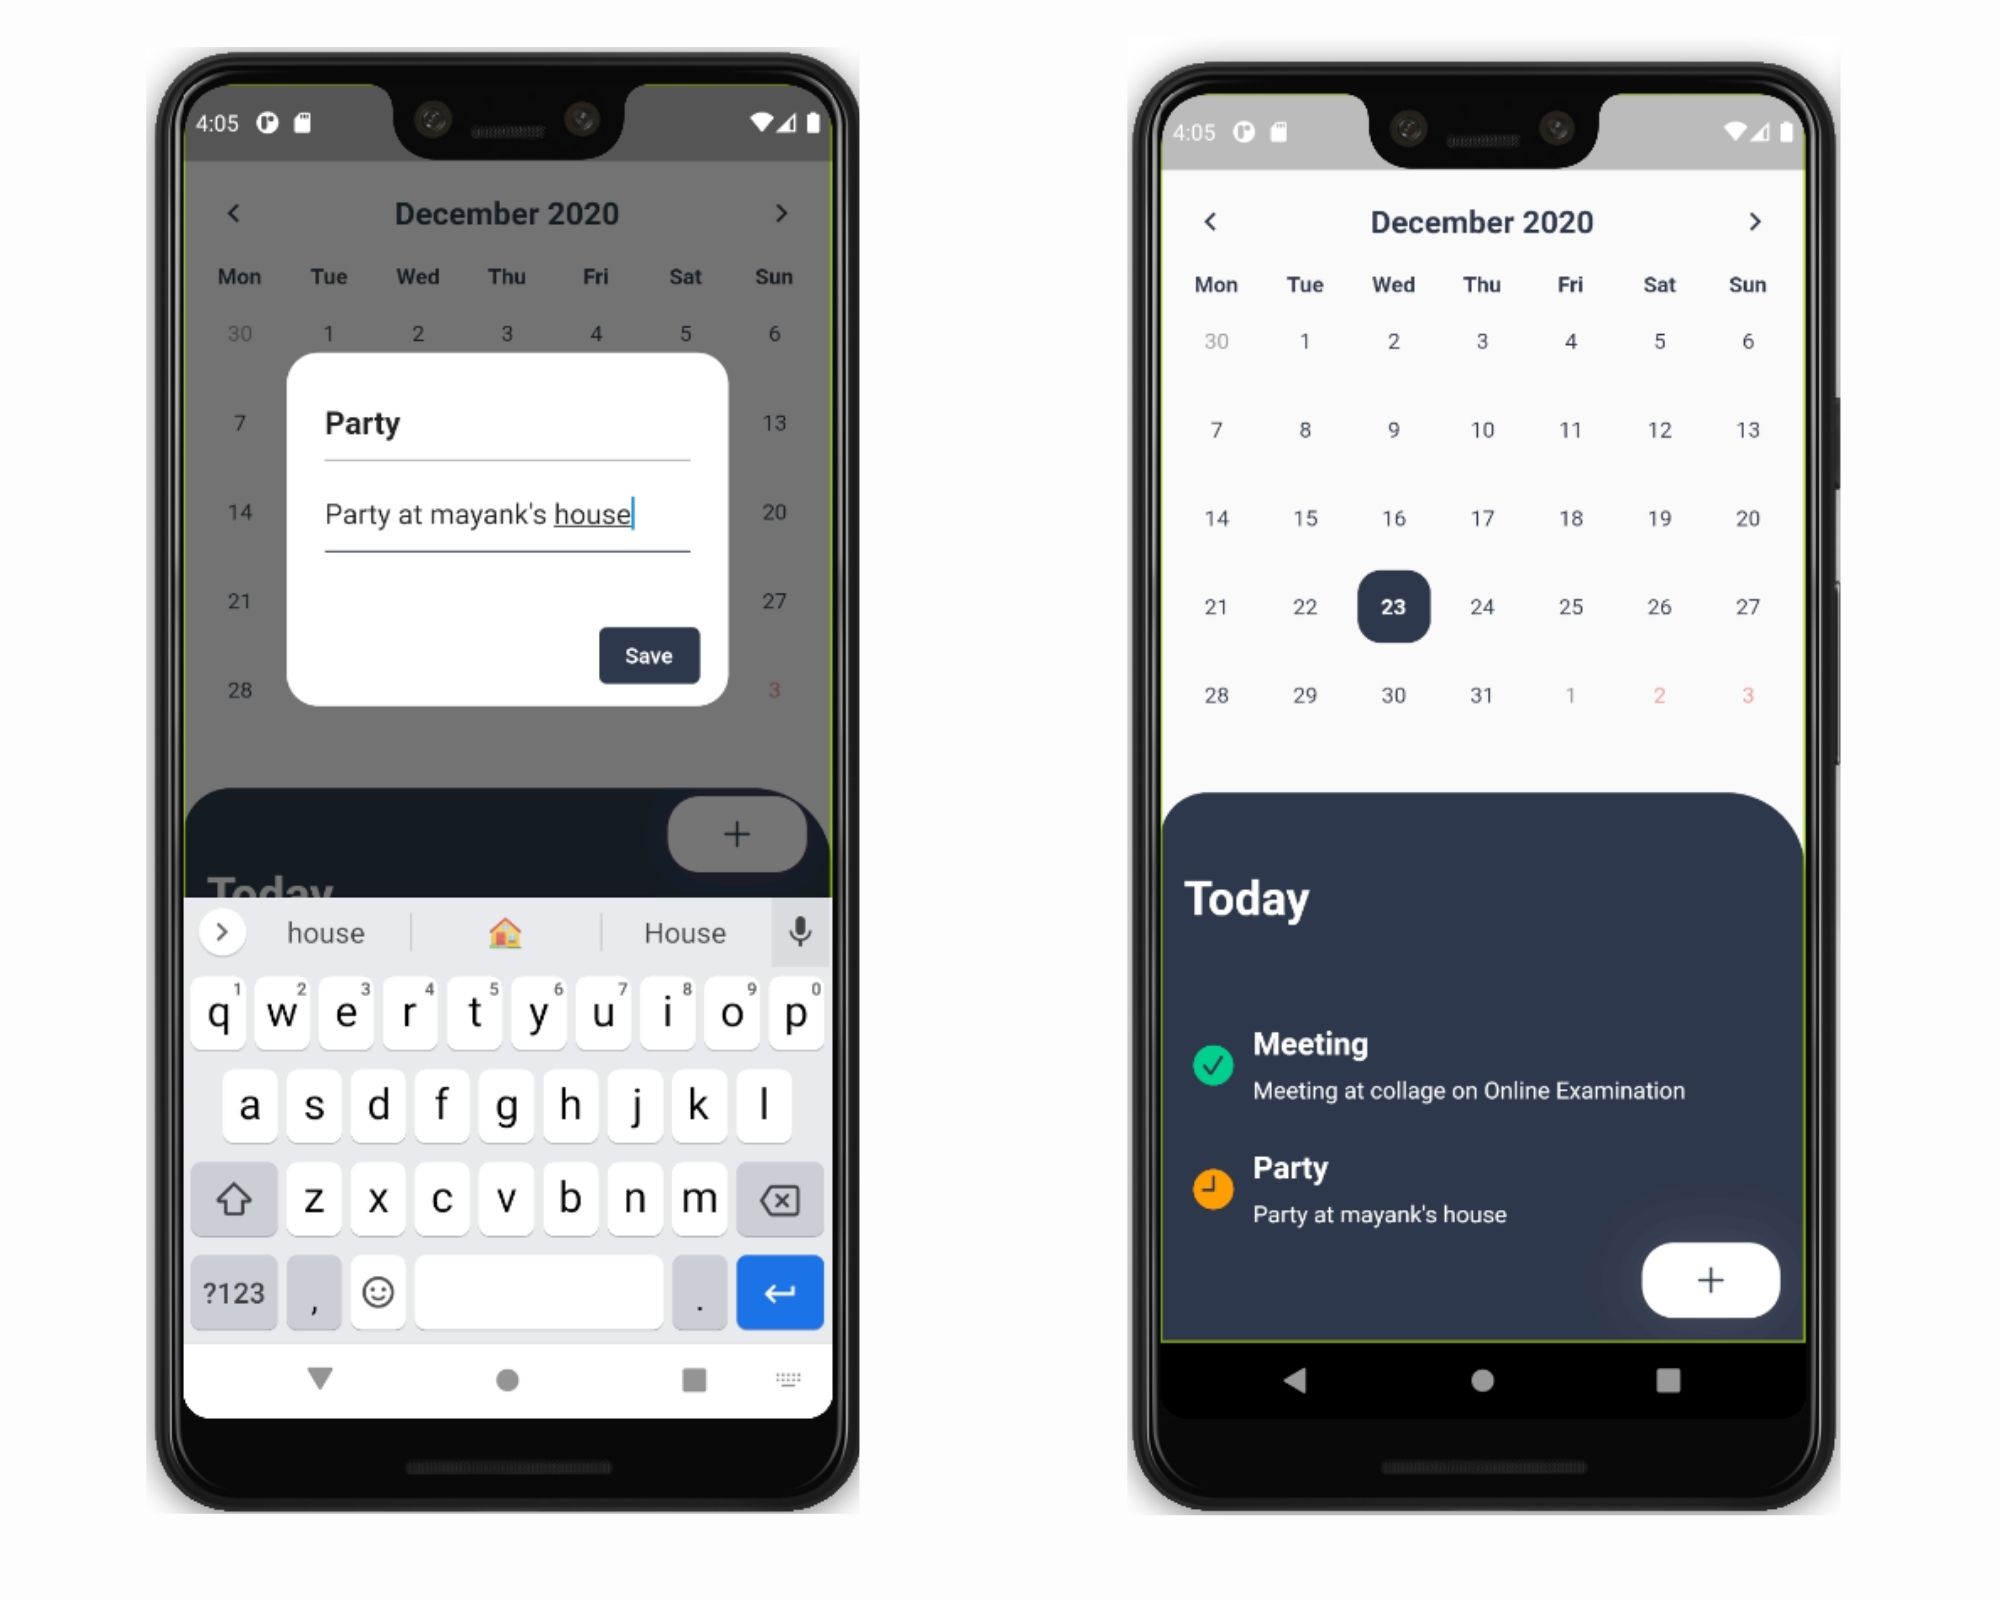 4:05
December 2020
Mon Tue Wed Thu Fri Sat Sun
30 1 2 3 4 5 6
7 13
14 20
21 27
28 3
Party
Party at mayank's house
Save
+
Today
house 🏠 House
q1 w2 e3 r4 t5 y6 u7 i8 o9 p0
a s d f g h j k l
z x c v b n m
?123 , .
4:05
December 2020
Mon Tue Wed Thu Fri Sat Sun
30 1 2 3 4 5 6
7 8 9 10 11 12 13
14 15 16 17 18 19 20
21 22 23 24 25 26 27
28 29 30 31 1 2 3
Today
Meeting
Meeting at collage on Online Examination
Party
Party at mayank's house
+